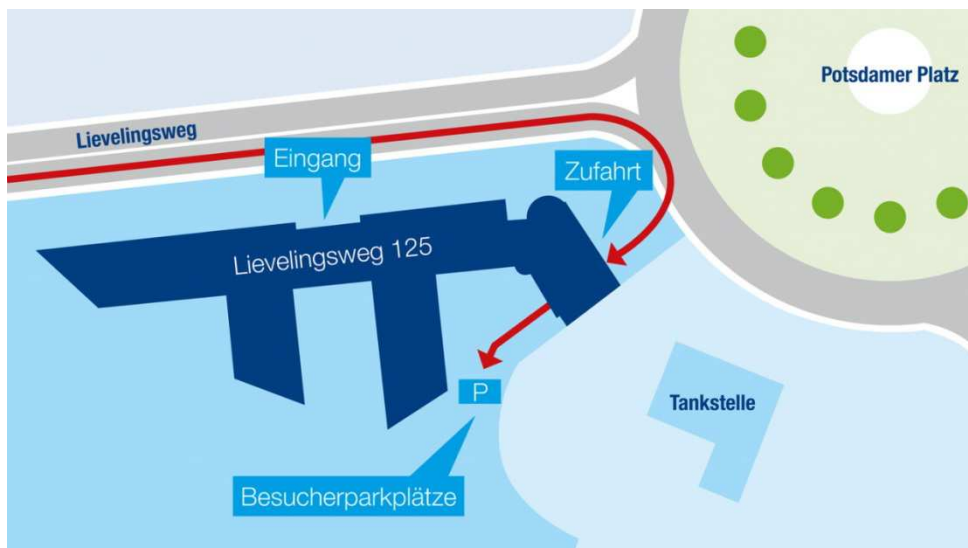 Potsdamer Platz
Lievelingsweg
Eingang
Zufahrt
Lievelingsweg 125
P
Tankstelle
Besucherparkplätze